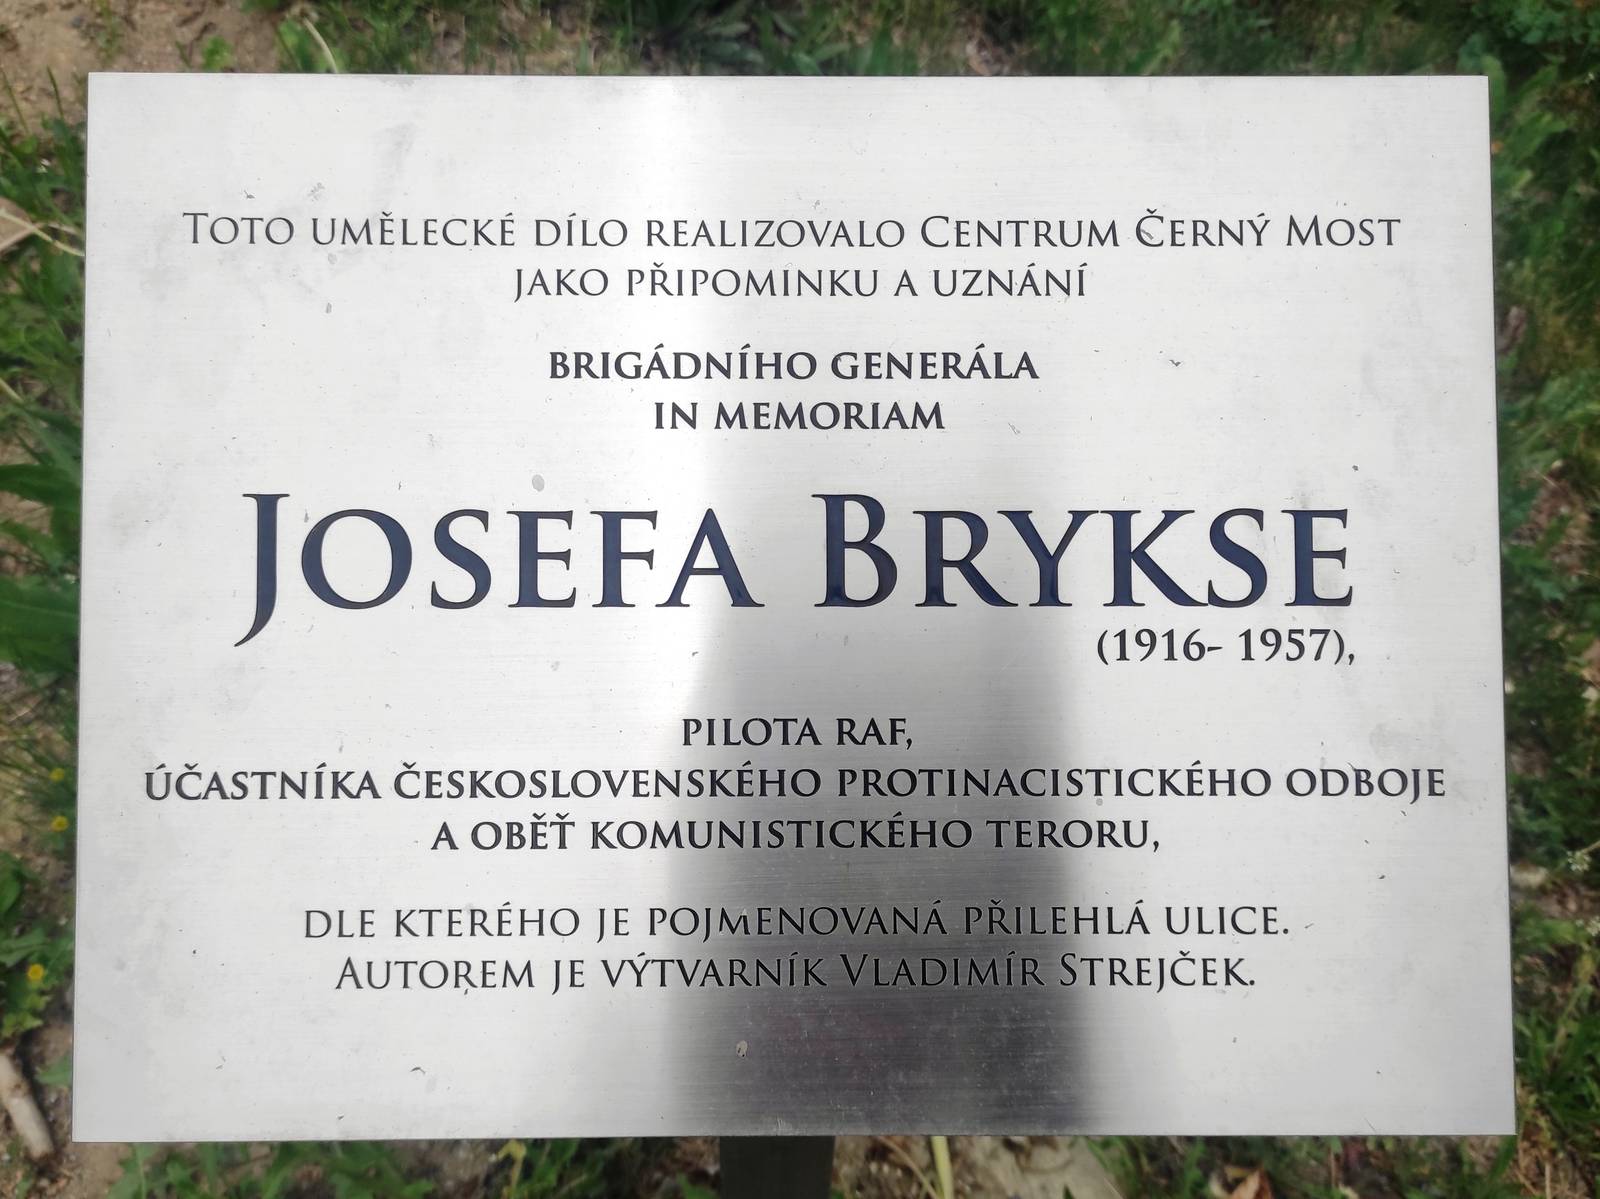 Toto umělecké dílo realizovalo Centrum Černý Most
jako připomínku a uznání
brigádního generála
in memoriam
Josefa Brykse
(1916- 1957),
pilota RAF,
účastníka československého protinacistického odboje
a oběť komunistického teroru,
dle kterého je pojmenovaná přilehlá ulice.
Autorem je výtvarník Vladimír Strejček.